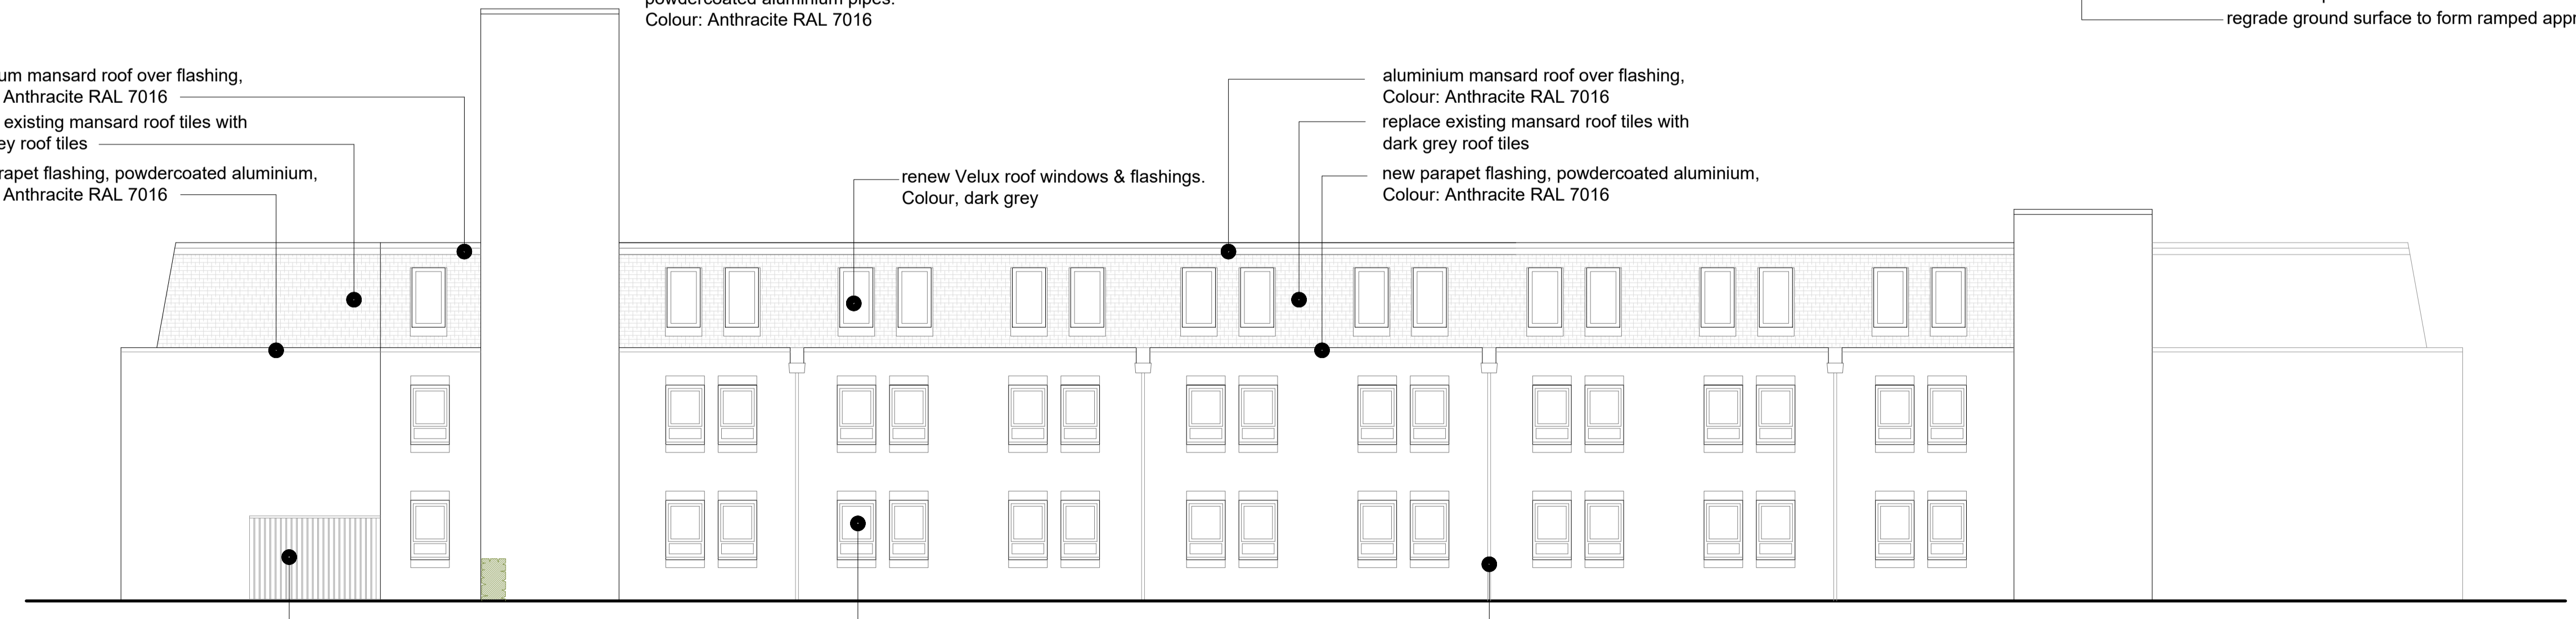 powdercoated aluminium pipes.
Colour: Anthracite RAL 7016
regrade ground surface to form ramped
mansard roof over flashing,
Anthracite RAL 7016
existing mansard roof tiles with
roof tiles
flashing, powdercoated aluminium,
Anthracite RAL 7016
renew Velux roof windows & flashings.
Colour, dark grey
aluminium mansard roof over flashing,
Colour: Anthracite RAL 7016
replace existing mansard roof tiles with
dark grey roof tiles
new parapet flashing, powdercoated aluminium,
Colour: Anthracite RAL 7016